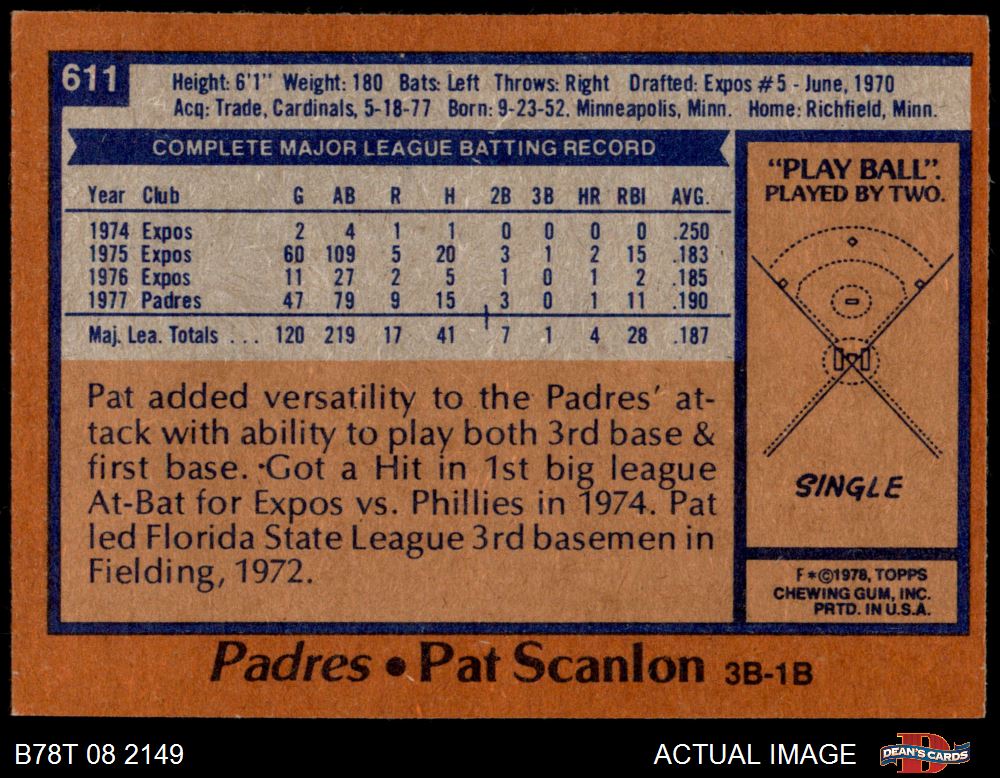 611
Height: 6'1" Weight: 180 Bats: Left Throws: Right Drafted: Expos #5 - June, 1970
Acq: Trade, Cardinals, 5-18-77 Born: 9-23-52, Minneapolis, Minn. Home: Richfield, Minn.
COMPLETE MAJOR LEAGUE BATTING RECORD
Year Club G AB R H 2B 3B HR RBI AVG.
1974 Expos 2 4 1 1 0 0 0 0 .250
1975 Expos 60 109 5 20 3 1 2 15 .183
1976 Expos 11 27 2 5 1 0 1 2 .185
1977 Padres 47 79 9 15 3 0 1 11 .190
Maj. Lea. Totals ... 120 219 17 41 7 1 4 28 .187
Pat added versatility to the Padres' at-
tack with ability to play both 3rd base &
first base. Got a Hit in 1st big league
At-Bat for Expos vs. Phillies in 1974. Pat
led Florida State League 3rd basemen in
Fielding, 1972.
"PLAY BALL".
PLAYED BY TWO.
SINGLE
F*©1978, TOPPS
CHEWING GUM, INC.
PRTD. IN U.S.A.
Padres • Pat Scanlon 3B-1B
B78T 08 2149
ACTUAL IMAGE
DEAN'S CARDS